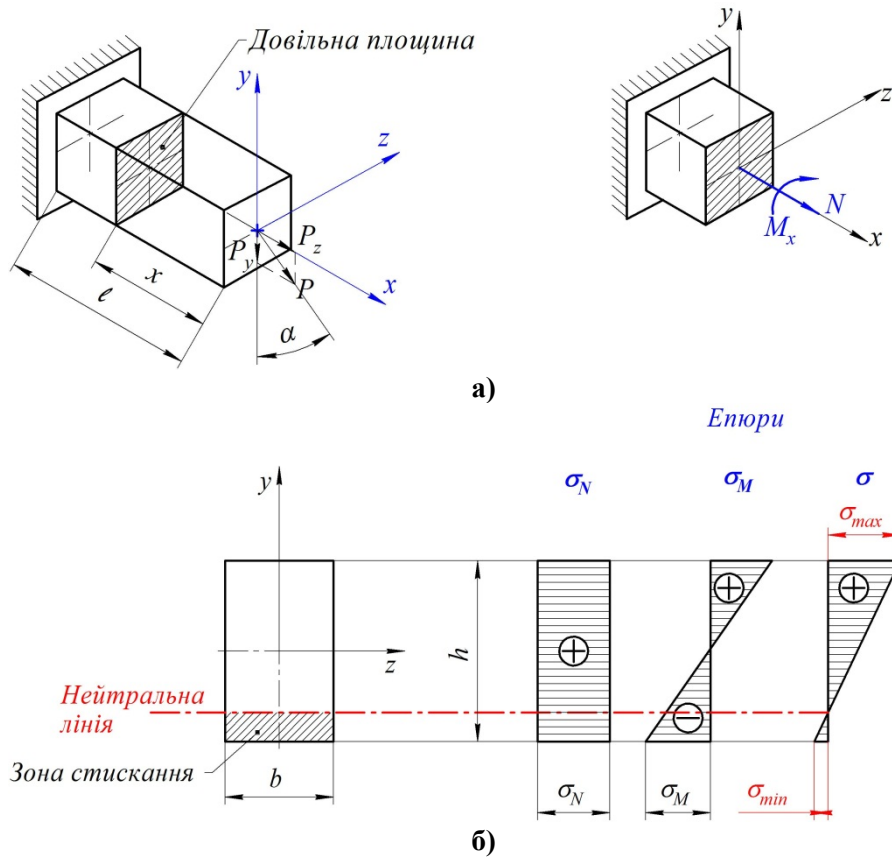 Довільна площина
y
z
P_y
P_z
P
x
α
x
ℓ
y
z
N
M_x
x
а)
Епюри
σ_N
σ_M
σ
σ_max
y
z
h
Нейтральна
лінія
Зона стискання
b
σ_N
σ_M
σ_min
б)